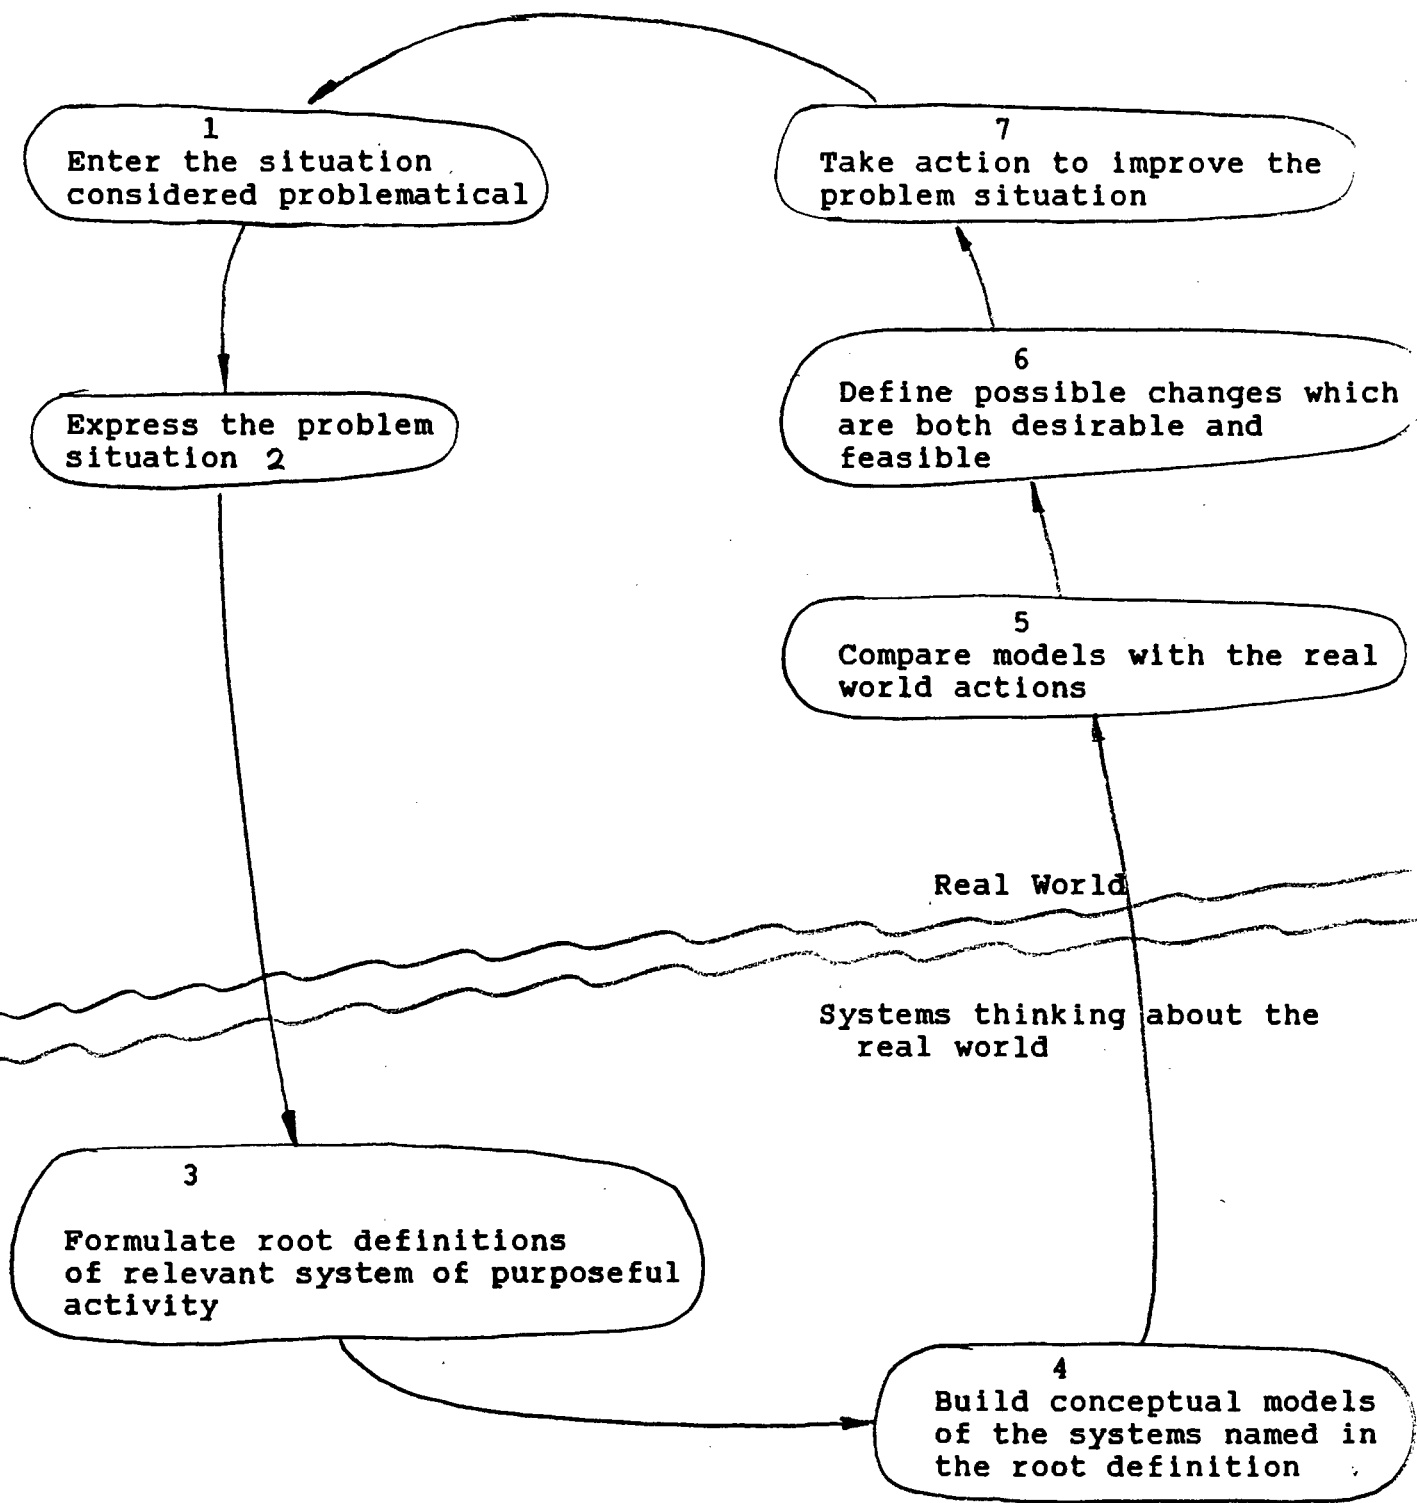 1
Enter the situation
considered problematical
7
Take action to improve the
problem situation
6
Define possible changes which
are both desirable and
feasible
Express the problem
situation 2
5
Compare models with the real
world actions
Real World
Systems thinking about the
real world
3
Formulate root definitions
of relevant system of purposeful
activity
4
Build conceptual models
of the systems named in
the root definition